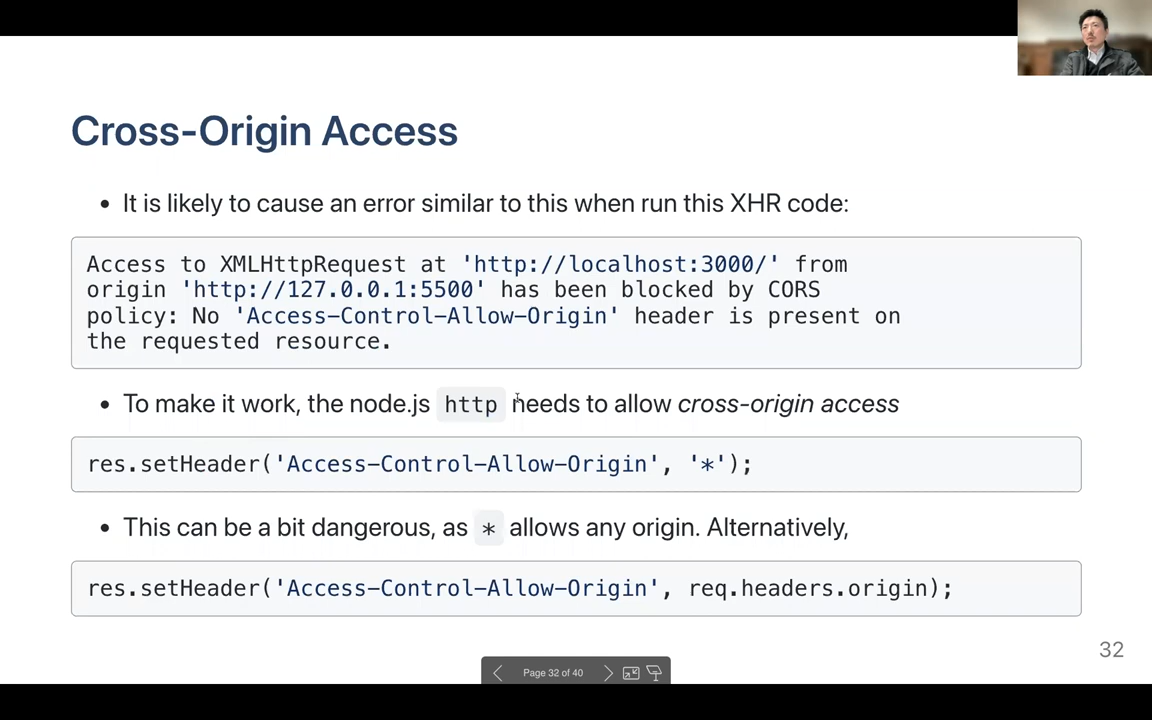 Cross-Origin Access
• It is likely to cause an error similar to this when run this XHR code:
Access to XMLHttpRequest at 'http://localhost:3000/' from
origin 'http://127.0.0.1:5500' has been blocked by CORS
policy: No 'Access-Control-Allow-Origin' header is present on
the requested resource.
• To make it work, the node.js http needs to allow cross-origin access
res.setHeader('Access-Control-Allow-Origin', '*');
• This can be a bit dangerous, as * allows any origin. Alternatively,
res.setHeader('Access-Control-Allow-Origin', req.headers.origin);
32
Page 32 of 40